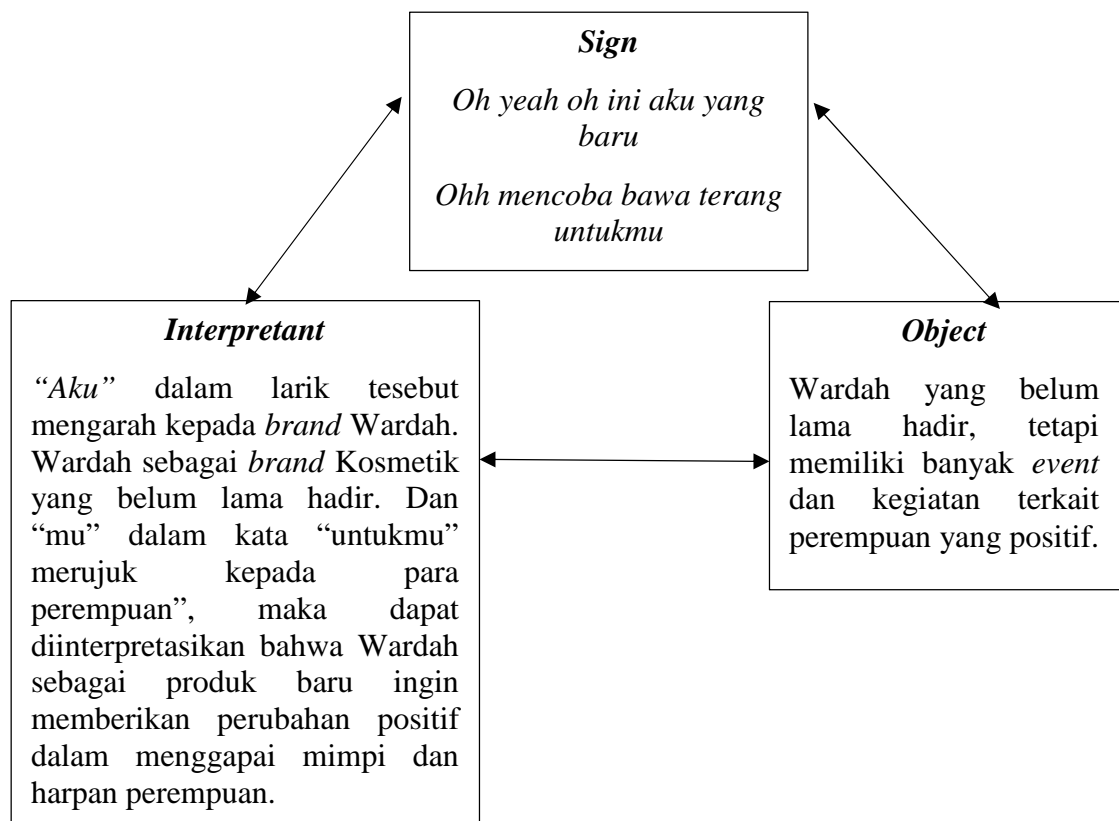 Sign
Oh yeah oh ini aku yang
baru
Ohh mencoba bawa terang
untukmu
Interpretant
“Aku” dalam larik tesebut
mengarah kepada brand Wardah.
Wardah sebagai brand Kosmetik
yang belum lama hadir. Dan
“mu” dalam kata “untukmu”
merujuk kepada para
perempuan”, maka dapat
diinterpretasikan bahwa Wardah
sebagai produk baru ingin
memberikan perubahan positif
dalam menggapai mimpi dan
harpan perempuan.
Object
Wardah yang belum
lama hadir, tetapi
memiliki banyak event
dan kegiatan terkait
perempuan yang positif.